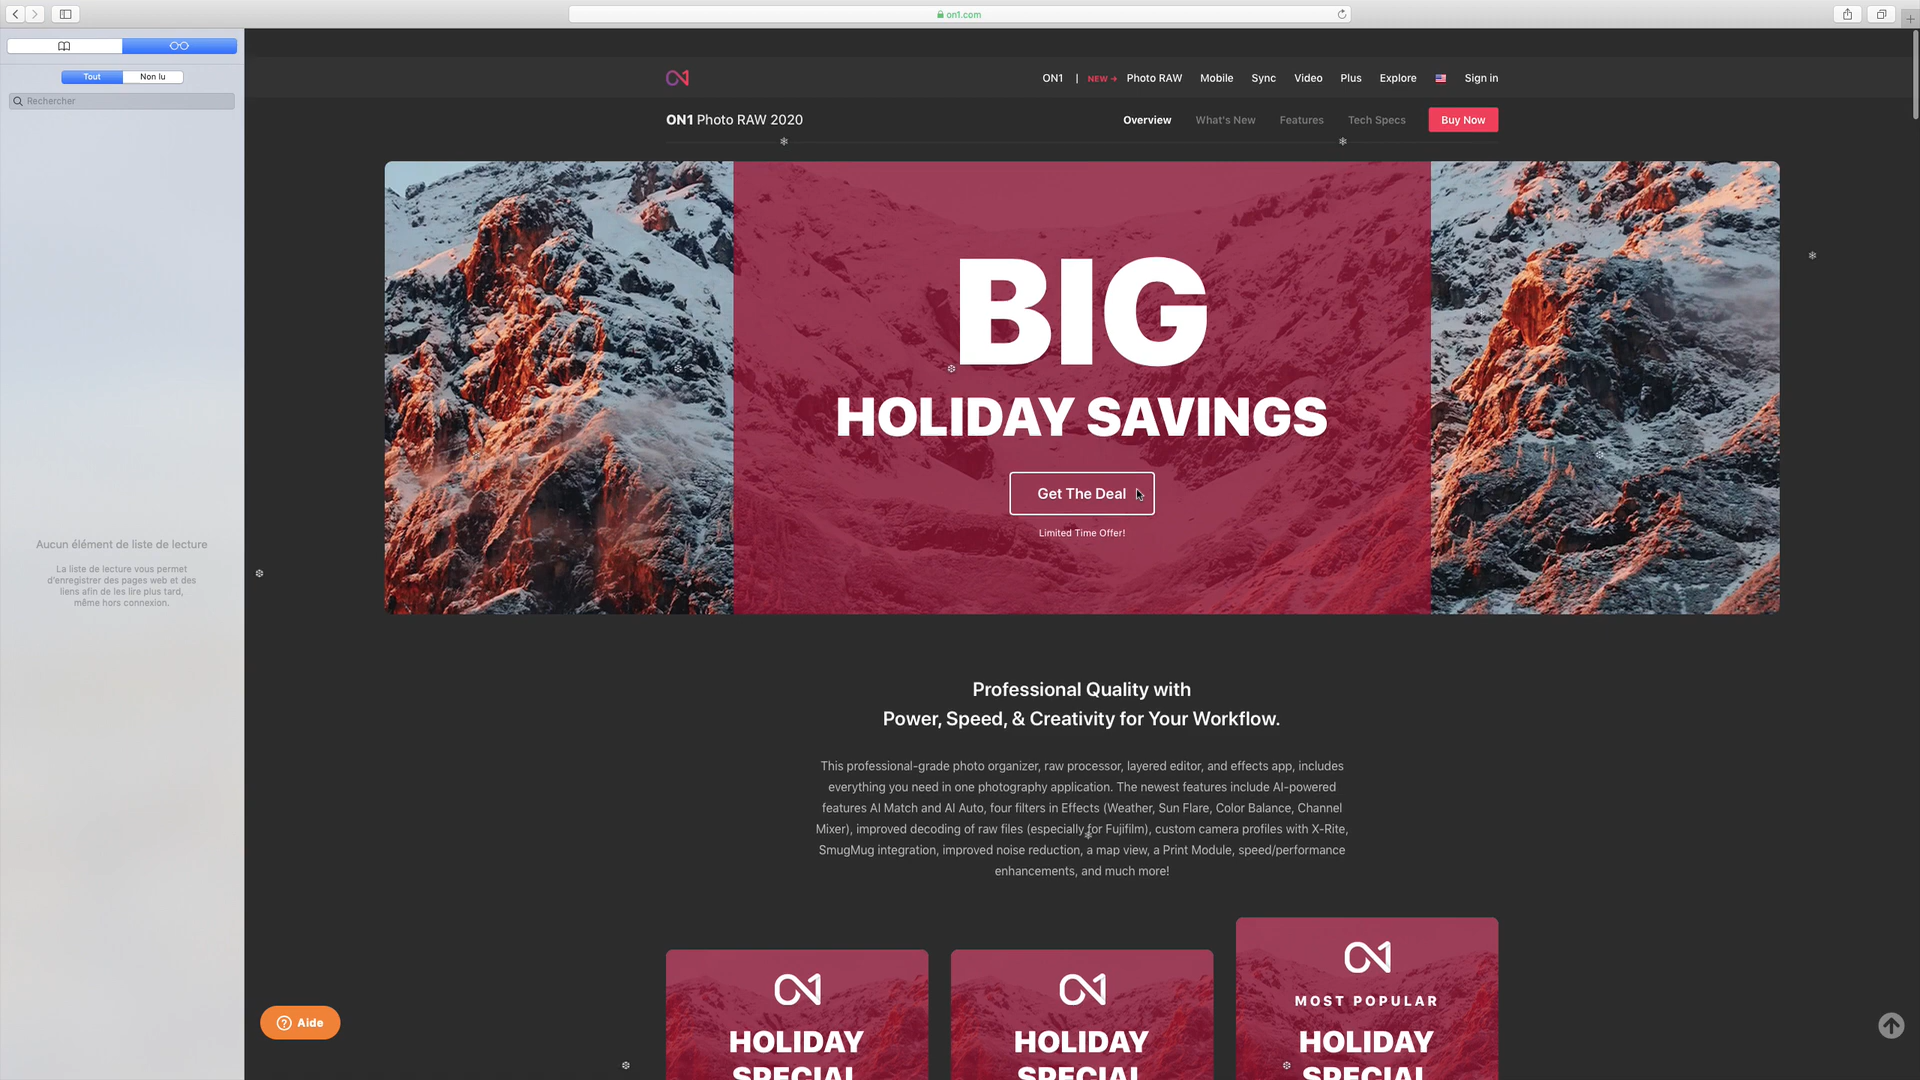 on1.com
Tout
Non lu
Rechercher
Aucun élément de liste de lecture
La liste de lecture vous permet
d'enregistrer des pages web et des
liens afin de les lire plus tard,
même hors connexion.
ON1 | NEW → Photo RAW Mobile Sync Video Plus Explore Sign in
ON1 Photo RAW 2020
Overview What's New Features Tech Specs Buy Now
BIG
HOLIDAY SAVINGS
Get The Deal
Limited Time Offer!
Professional Quality with
Power, Speed, & Creativity for Your Workflow.
This professional-grade photo organizer, raw processor, layered editor, and effects app, includes
everything you need in one photography application. The newest features include AI-powered
features AI Match and AI Auto, four filters in Effects (Weather, Sun Flare, Color Balance, Channel
Mixer), improved decoding of raw files (especially for Fujifilm), custom camera profiles with X-Rite,
SmugMug integration, improved noise reduction, a map view, a Print Module, speed/performance
enhancements, and much more!
HOLIDAY
SPECIAL
HOLIDAY
SPECIAL
MOST POPULAR
HOLIDAY
SPECIAL
Aide